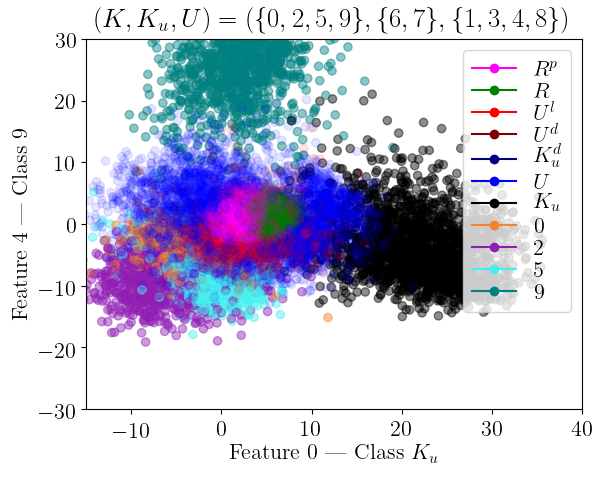 (K, K_u, U) = ({0, 2, 5, 9}, {6, 7}, {1, 3, 4, 8})
30
20
10
0
−10
−20
−30
Feature 4 — Class 9
R^p
R
U^l
U^d
K_u^d
U
K_u
0
2
5
9
−10
0
10
20
30
40
Feature 0 — Class K_u